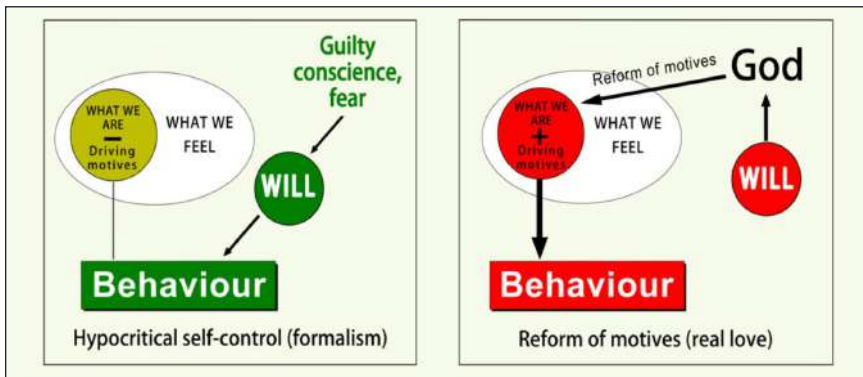 Guilty
conscience,
fear
WHAT WE
ARE
–
Driving
motives
WHAT WE
FEEL
WILL
Behaviour
Hypocritical self-control (formalism)
Reform of motives
God
WHAT WE
ARE
+
Driving
motives
WHAT WE
FEEL
WILL
Behaviour
Reform of motives (real love)